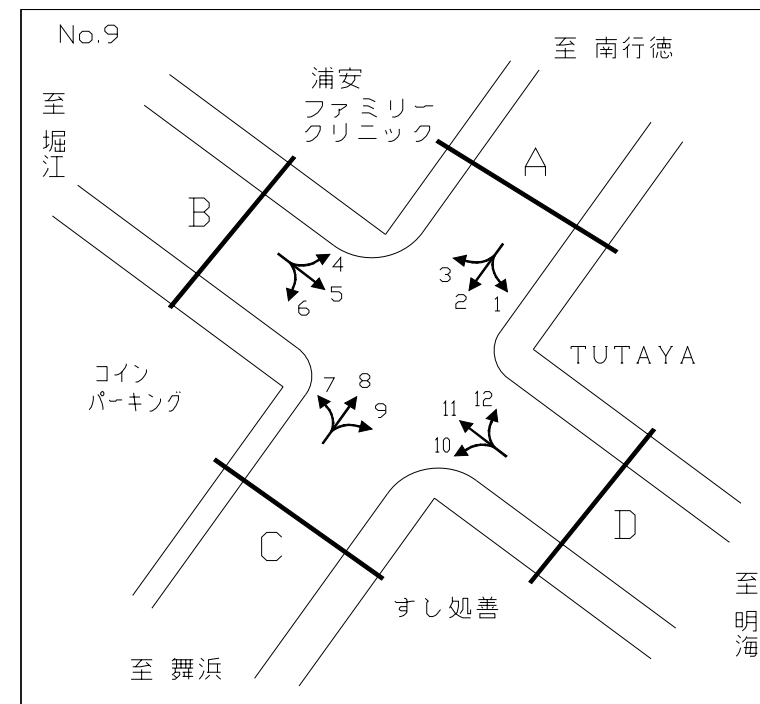 No.9
至 南行徳
浦安
ファミリー
クリニック
至 堀江
A
B
4
5
6
3
2
1
コイン
パーキング
TUTAYA
7
8
9
11
12
10
C
D
すし処善
至 舞浜
至 明海